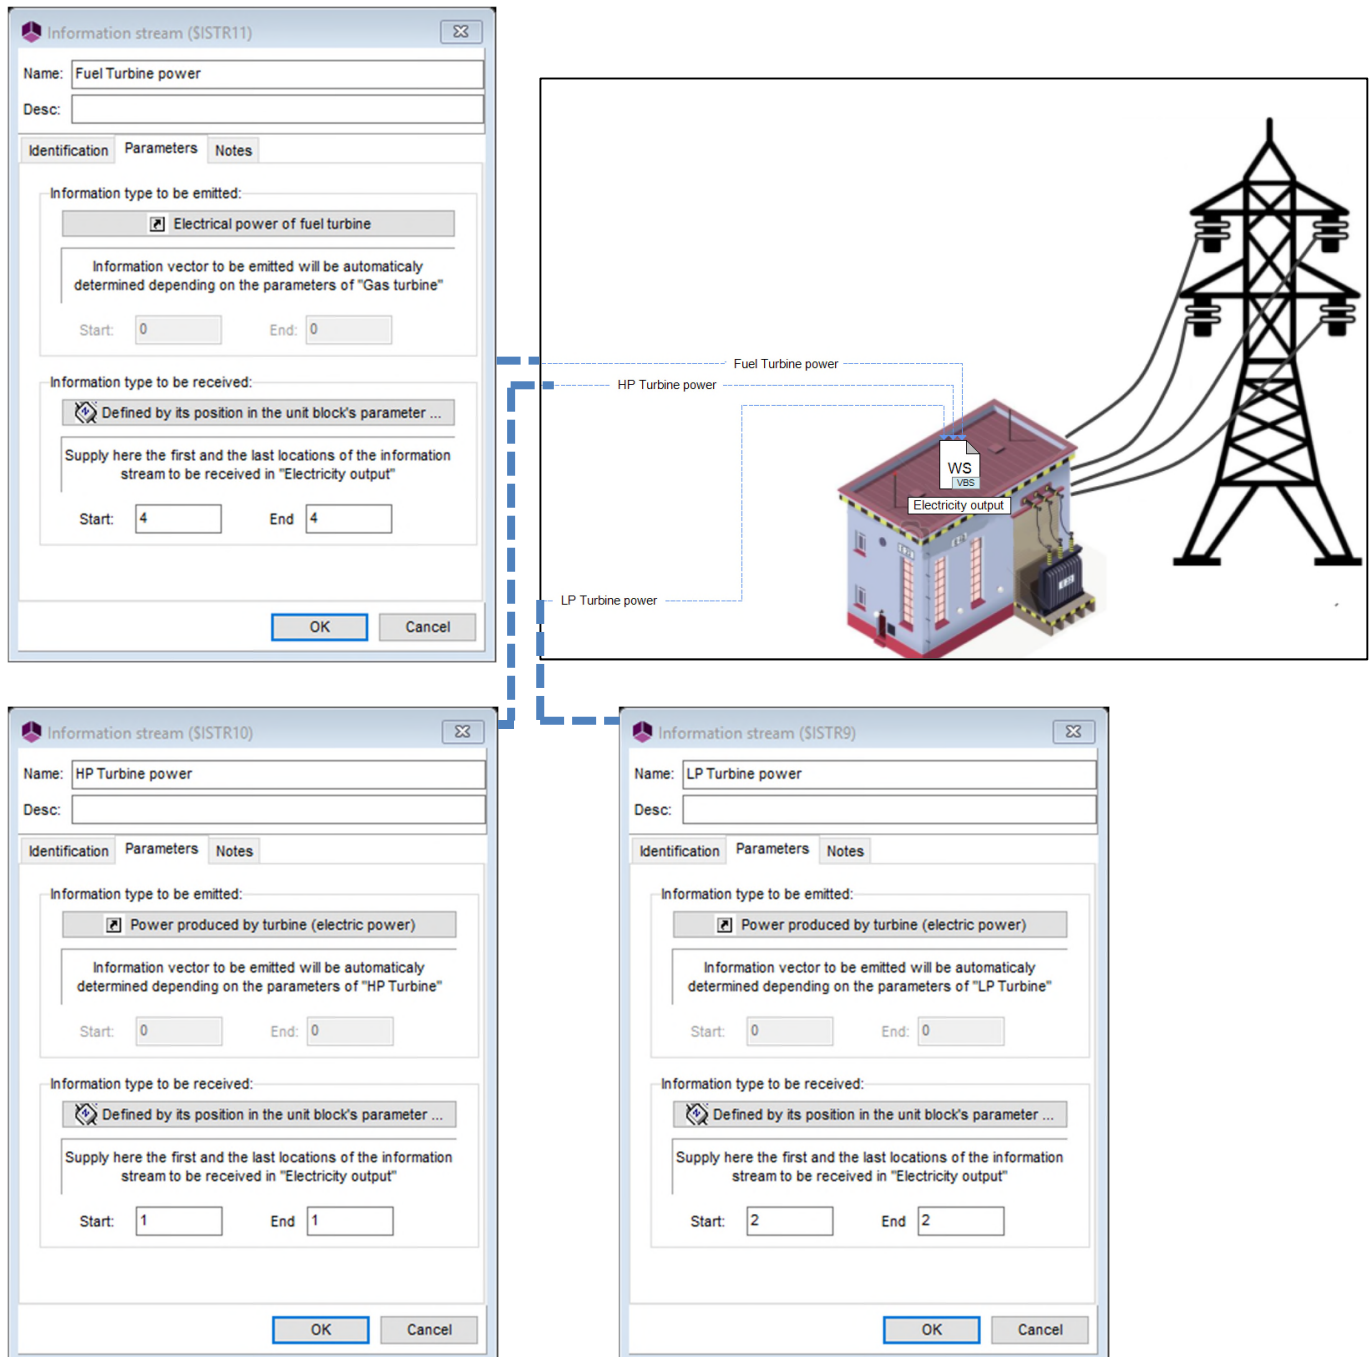 Information stream ($ISTR11)
Name: Fuel Turbine power
Desc:
Identification Parameters Notes
Information type to be emitted:
Electrical power of fuel turbine
Information vector to be emitted will be automaticaly
determined depending on the parameters of "Gas turbine"
Start: 0 End: 0
Information type to be received:
Defined by its position in the unit block's parameter ...
Supply here the first and the last locations of the information
stream to be received in "Electricity output"
Start: 4 End 4
OK Cancel
Fuel Turbine power
HP Turbine power
WS
VBS
Electricity output
LP Turbine power
Information stream ($ISTR10)
Name: HP Turbine power
Desc:
Identification Parameters Notes
Information type to be emitted:
Power produced by turbine (electric power)
Information vector to be emitted will be automaticaly
determined depending on the parameters of "HP Turbine"
Start: 0 End: 0
Information type to be received:
Defined by its position in the unit block's parameter ...
Supply here the first and the last locations of the information
stream to be received in "Electricity output"
Start: 1 End 1
OK Cancel
Information stream ($ISTR9)
Name: LP Turbine power
Desc:
Identification Parameters Notes
Information type to be emitted:
Power produced by turbine (electric power)
Information vector to be emitted will be automaticaly
determined depending on the parameters of "LP Turbine"
Start: 0 End: 0
Information type to be received:
Defined by its position in the unit block's parameter ...
Supply here the first and the last locations of the information
stream to be received in "Electricity output"
Start: 2 End 2
OK Cancel